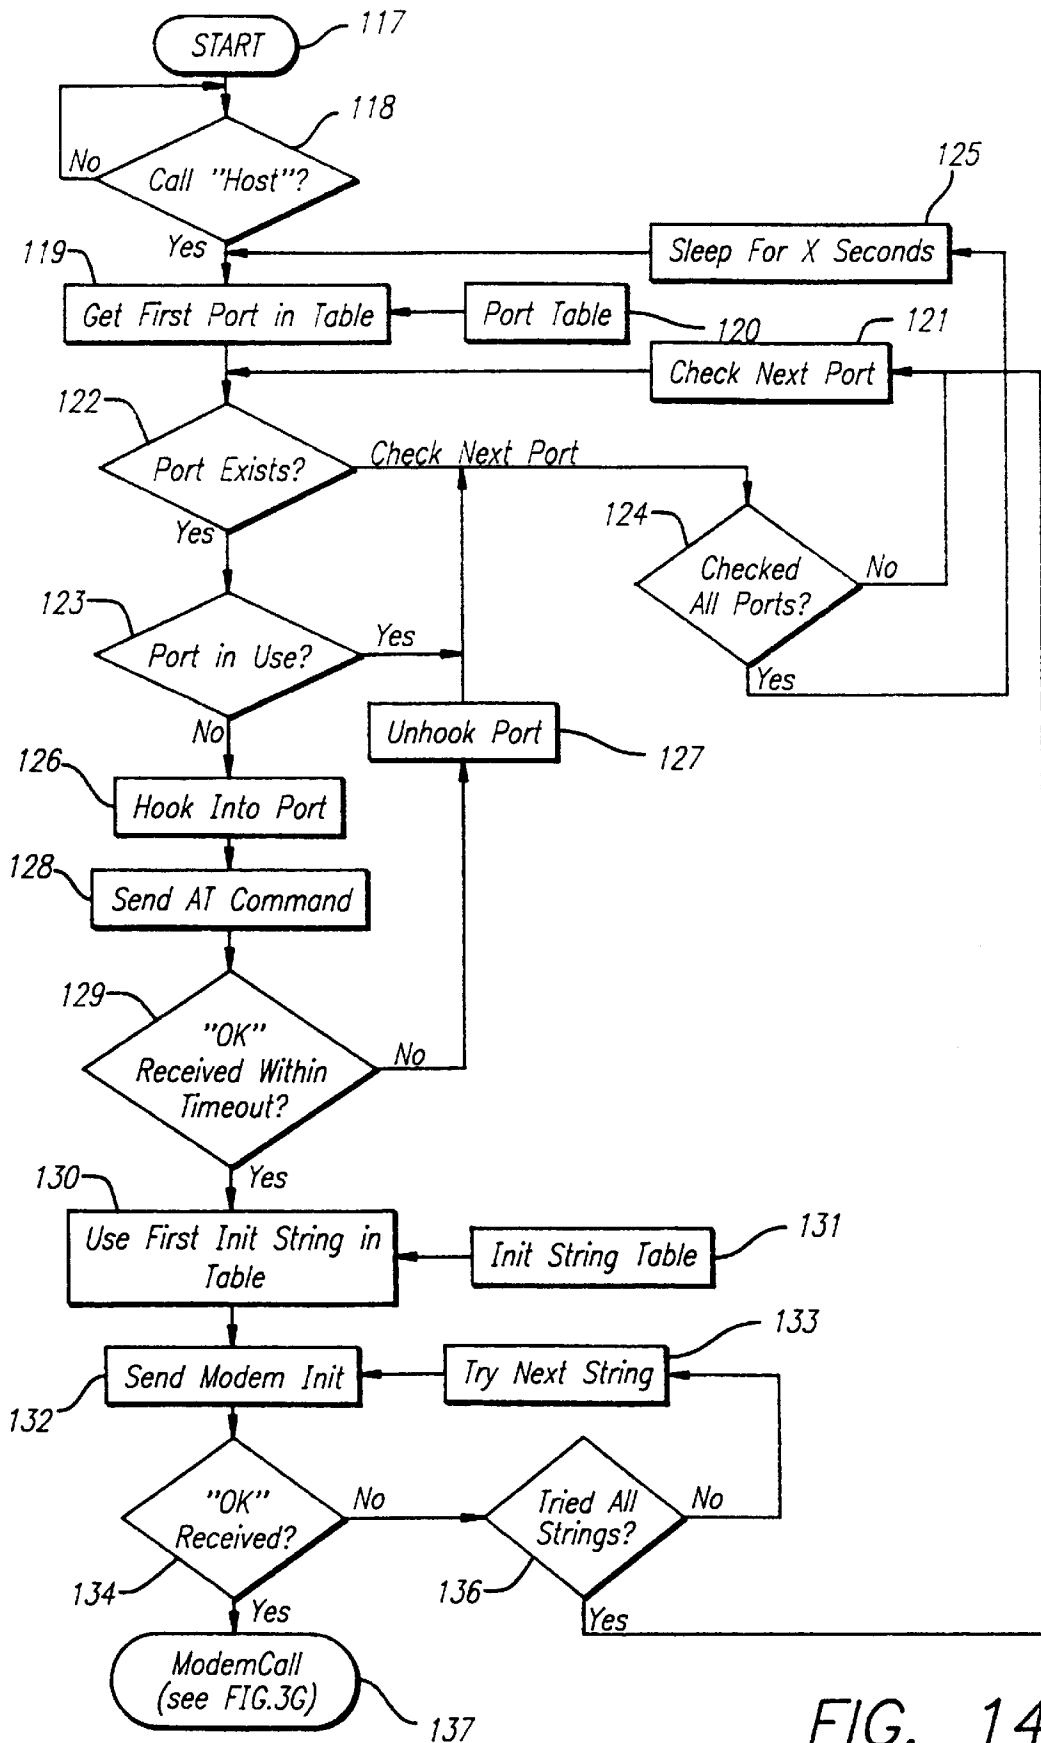 START
117
118
Call "Host"?
No
Yes
125
Sleep For X Seconds
119
Get First Port in Table
Port Table
120
121
Check Next Port
122
Port Exists?
Check Next Port
Yes
124
Checked
All Ports?
No
Yes
123
Port in Use?
Yes
No
Unhook Port
127
126
Hook Into Port
128
Send AT Command
129
"OK"
Received Within
Timeout?
No
Yes
130
Use First Init String in
Table
Init String Table
131
133
Send Modem Init
Try Next String
132
"OK"
Received?
No
134
Yes
Tried All
Strings?
No
136
Yes
ModemCall
(see FIG.3G)
137
FIG. 14